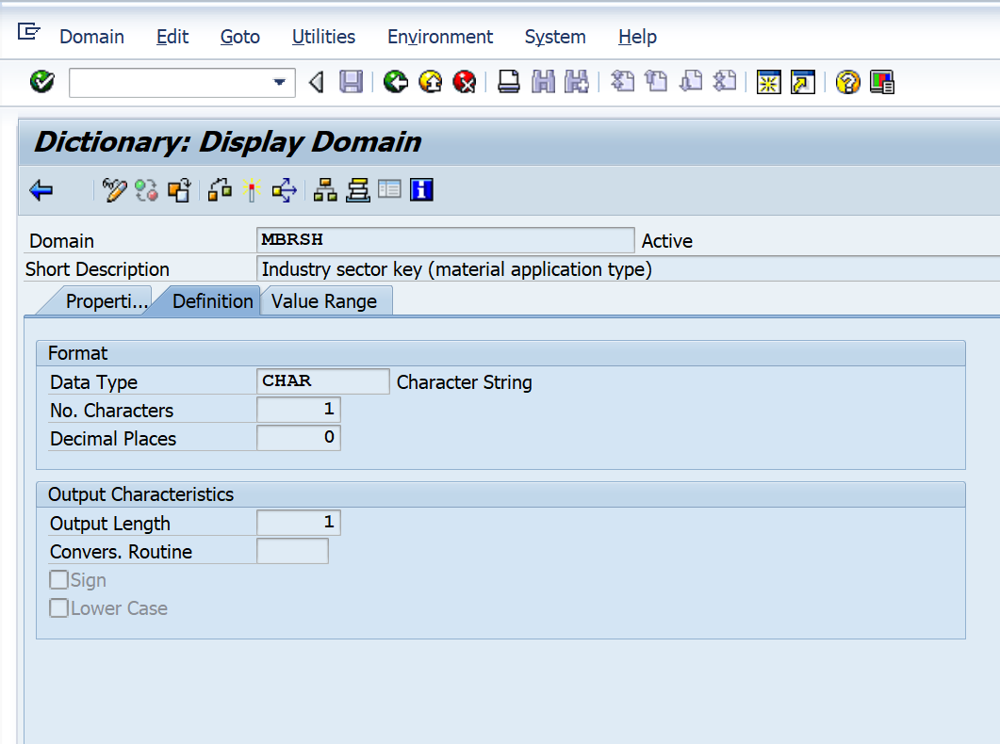 Domain Edit Goto Utilities Environment System Help
Dictionary: Display Domain
Domain MBRSH Active
Short Description Industry sector key (material application type)
Properti... Definition Value Range
Format
Data Type CHAR Character String
No. Characters 1
Decimal Places 0
Output Characteristics
Output Length 1
Convers. Routine
Sign
Lower Case